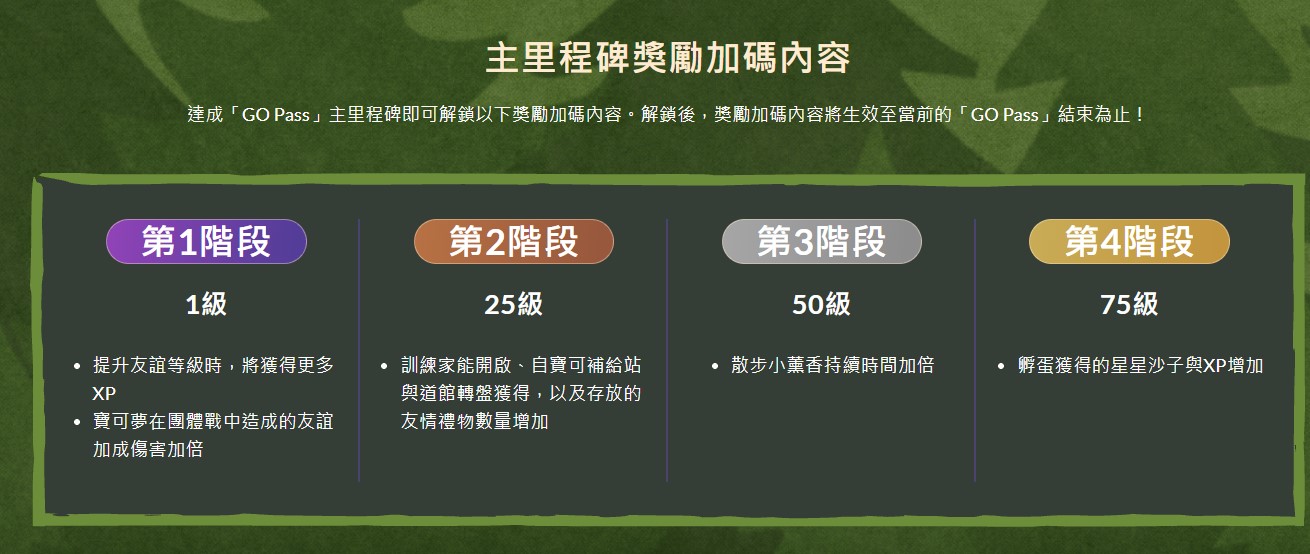 主里程碑獎勵加碼內容
達成「GO Pass」主里程碑即可解鎖以下獎勵加碼內容。解鎖後，獎勵加碼內容將生效至當前的「GO Pass」結束為止！
第1階段
1級
• 提升友誼等級時，將獲得更多
XP
• 寶可夢在團體戰中造成的友誼
加成傷害加倍
第2階段
25級
• 訓練家能開啟、自寶可補給站
與道館轉盤獲得，以及存放的
友情禮物數量增加
第3階段
50級
• 散步小薰香持續時間加倍
第4階段
75級
• 孵蛋獲得的星星沙子與XP增加